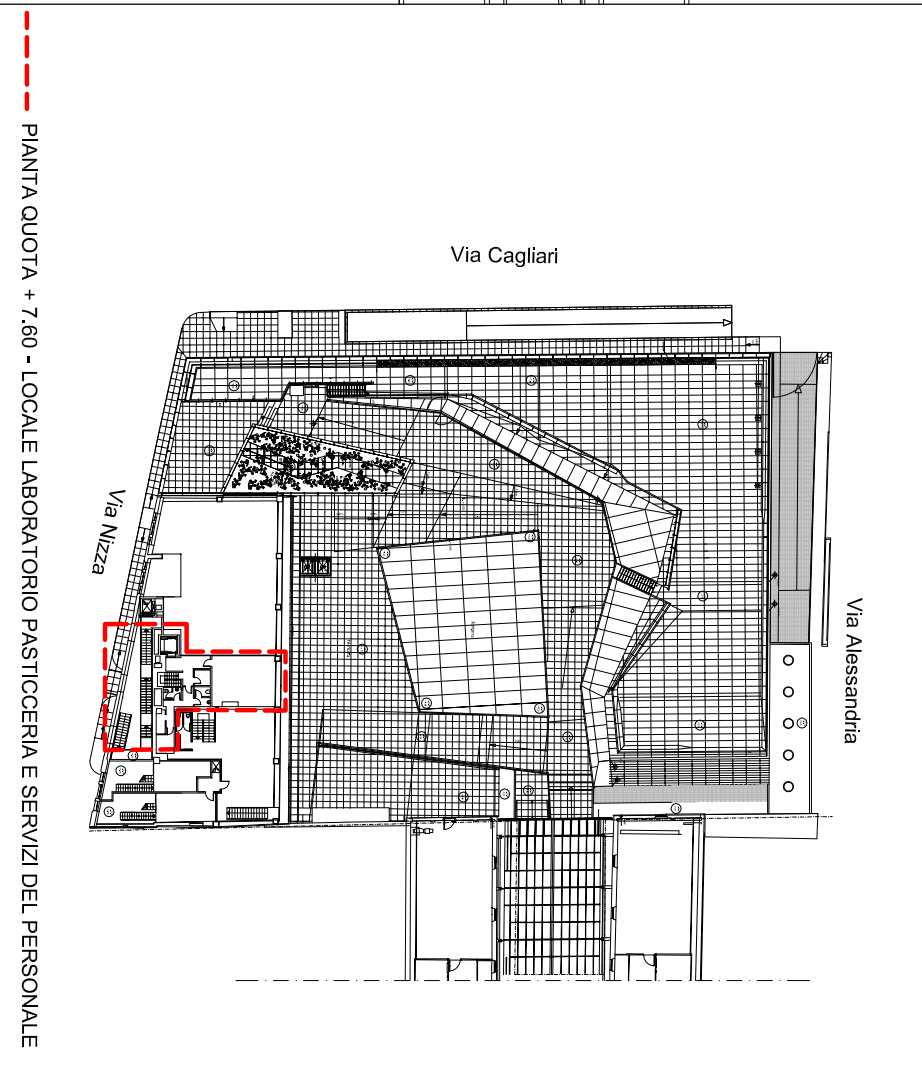 PIANTA QUOTA + 7.60 - LOCALE LABORATORIO PASTICCERIA E SERVIZI DEL PERSONALE
Via Cagliari
Via Nizza
Via Alessandria